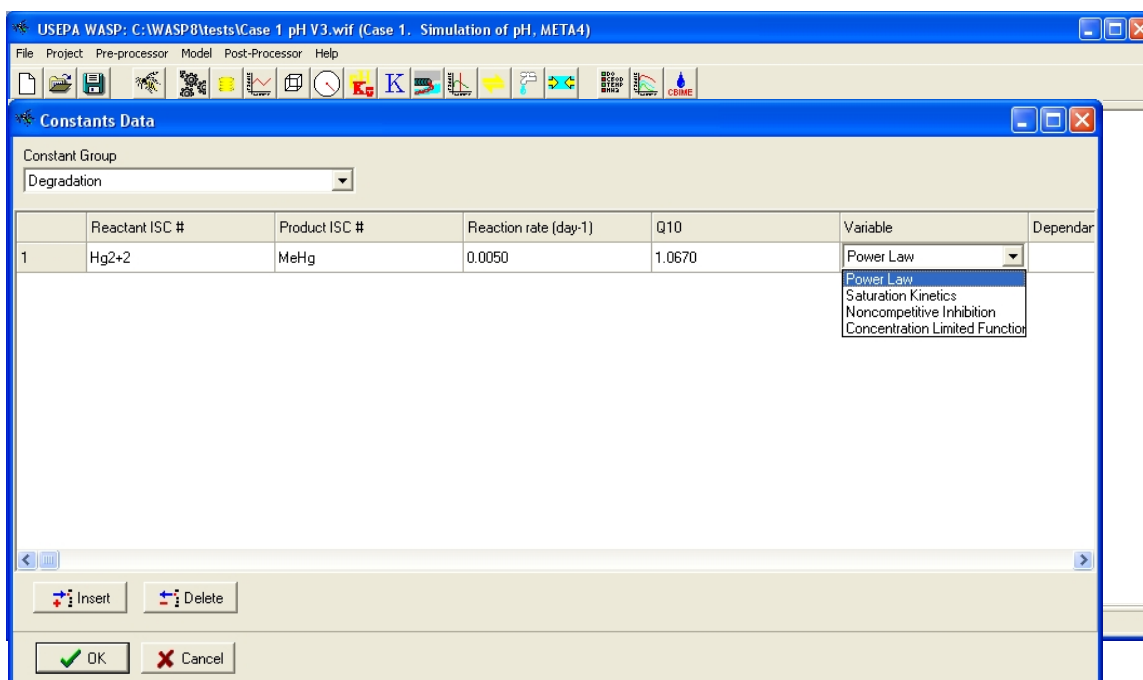 USEPA WASP: C:\WASP8\tests\Case 1 pH V3.wif (Case 1. Simulation of pH, META4)
File Project Pre-processor Model Post-Processor Help
K K CBIME
Constants Data
Constant Group
Degradation
Reactant ISC # Product ISC # Reaction rate (day-1) Q10 Variable Dependar
1 Hg2+2 MeHg 0.0050 1.0670 Power Law
Power Law
Saturation Kinetics
Noncompetitive Inhibition
Concentration Limited Function
Insert Delete
OK Cancel